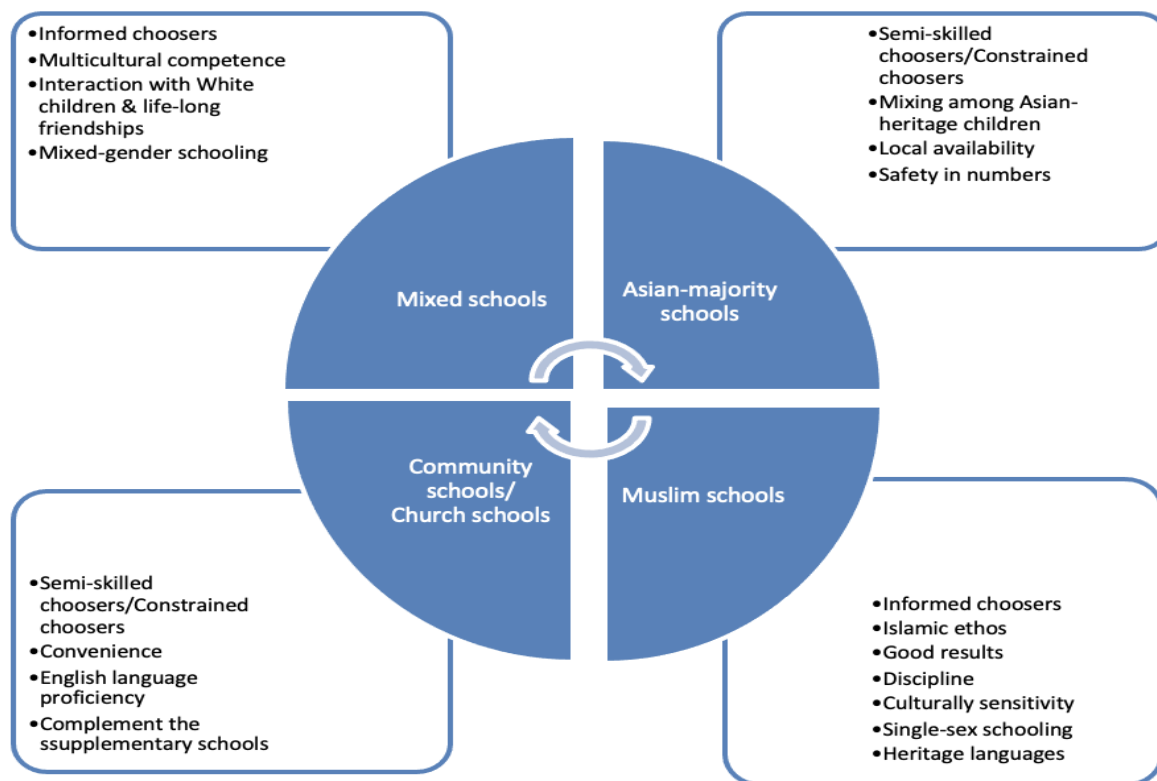 •Informed choosers
•Multicultural competence
•Interaction with White
children & life-long
friendships
•Mixed-gender schooling
•Semi-skilled
choosers/Constrained
choosers
•Mixing among Asian-
heritage children
•Local availability
•Safety in numbers
Mixed schools
Asian-majority
schools
Community
schools/
Church schools
Muslim schools
•Semi-skilled
choosers/Constrained
choosers
•Convenience
•English language
proficiency
•Complement the
ssupplementary schools
•Informed choosers
•Islamic ethos
•Good results
•Discipline
•Culturally sensitivity
•Single-sex schooling
•Heritage languages